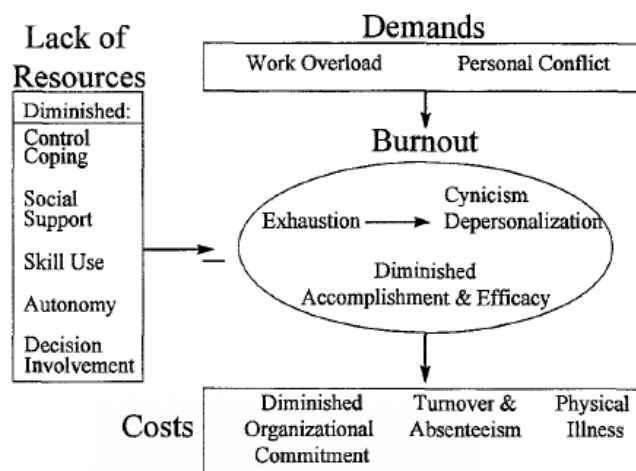 Lack of
Resources
Diminished:
Control
Coping
Social
Support
Skill Use
Autonomy
Decision
Involvement
Demands
Work Overload Personal Conflict
Burnout
Cynicism
Exhaustion Depersonalization
Diminished
Accomplishment & Efficacy
Costs
Diminished
Organizational
Commitment
Turnover &
Absenteeism
Physical
Illness